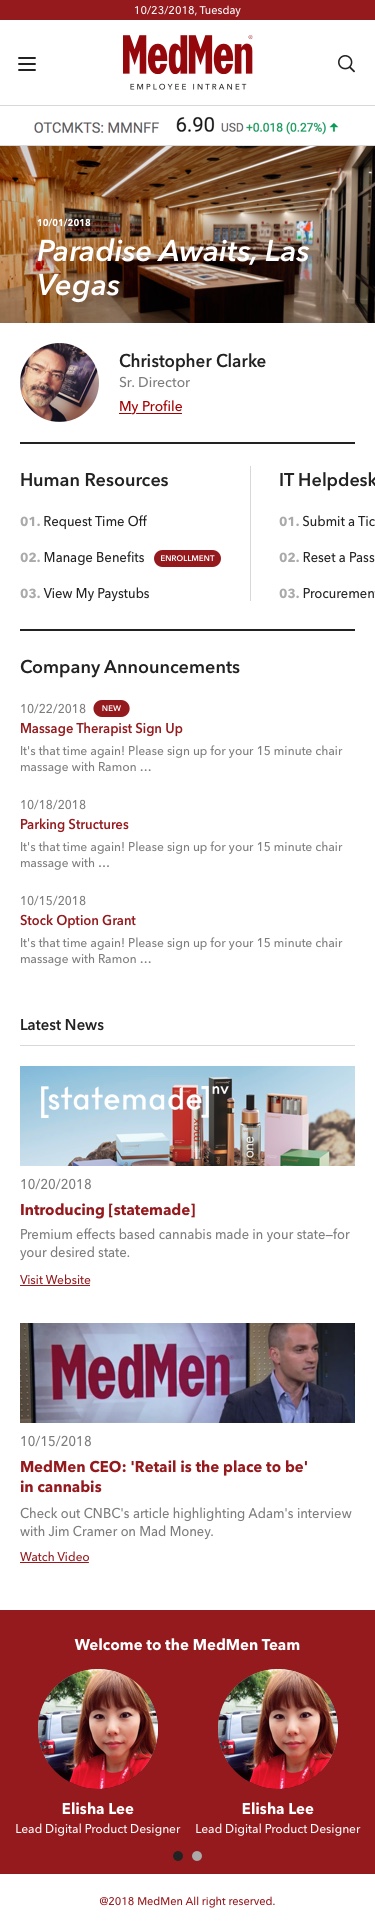 10/23/2018, Tuesday
MedMen
EMPLOYEE INTRANET
OTCMKTS: MMNFF 6.90 USD +0.018 (0.27%)
10/01/2018
Paradise Awaits, Las
Vegas
Christopher Clarke
Sr. Director
My Profile
Human Resources
01. Request Time Off
02. Manage Benefits ENROLLMENT
03. View My Paystubs
IT Helpdesk
01. Submit a Tic
02. Reset a Pass
03. Procuremen
Company Announcements
10/22/2018 NEW
Massage Therapist Sign Up
It's that time again! Please sign up for your 15 minute chair
massage with Ramon ...
10/18/2018
Parking Structures
It's that time again! Please sign up for your 15 minute chair
massage with ...
10/15/2018
Stock Option Grant
It's that time again! Please sign up for your 15 minute chair
massage with Ramon ...
Latest News
[statemade]nv
one
10/20/2018
Introducing [statemade]
Premium effects based cannabis made in your state—for
your desired state.
Visit Website
MedMen
10/15/2018
MedMen CEO: 'Retail is the place to be'
in cannabis
Check out CNBC's article highlighting Adam's interview
with Jim Cramer on Mad Money.
Watch Video
Welcome to the MedMen Team
Elisha Lee
Lead Digital Product Designer
Elisha Lee
Lead Digital Product Designer
@2018 MedMen All right reserved.